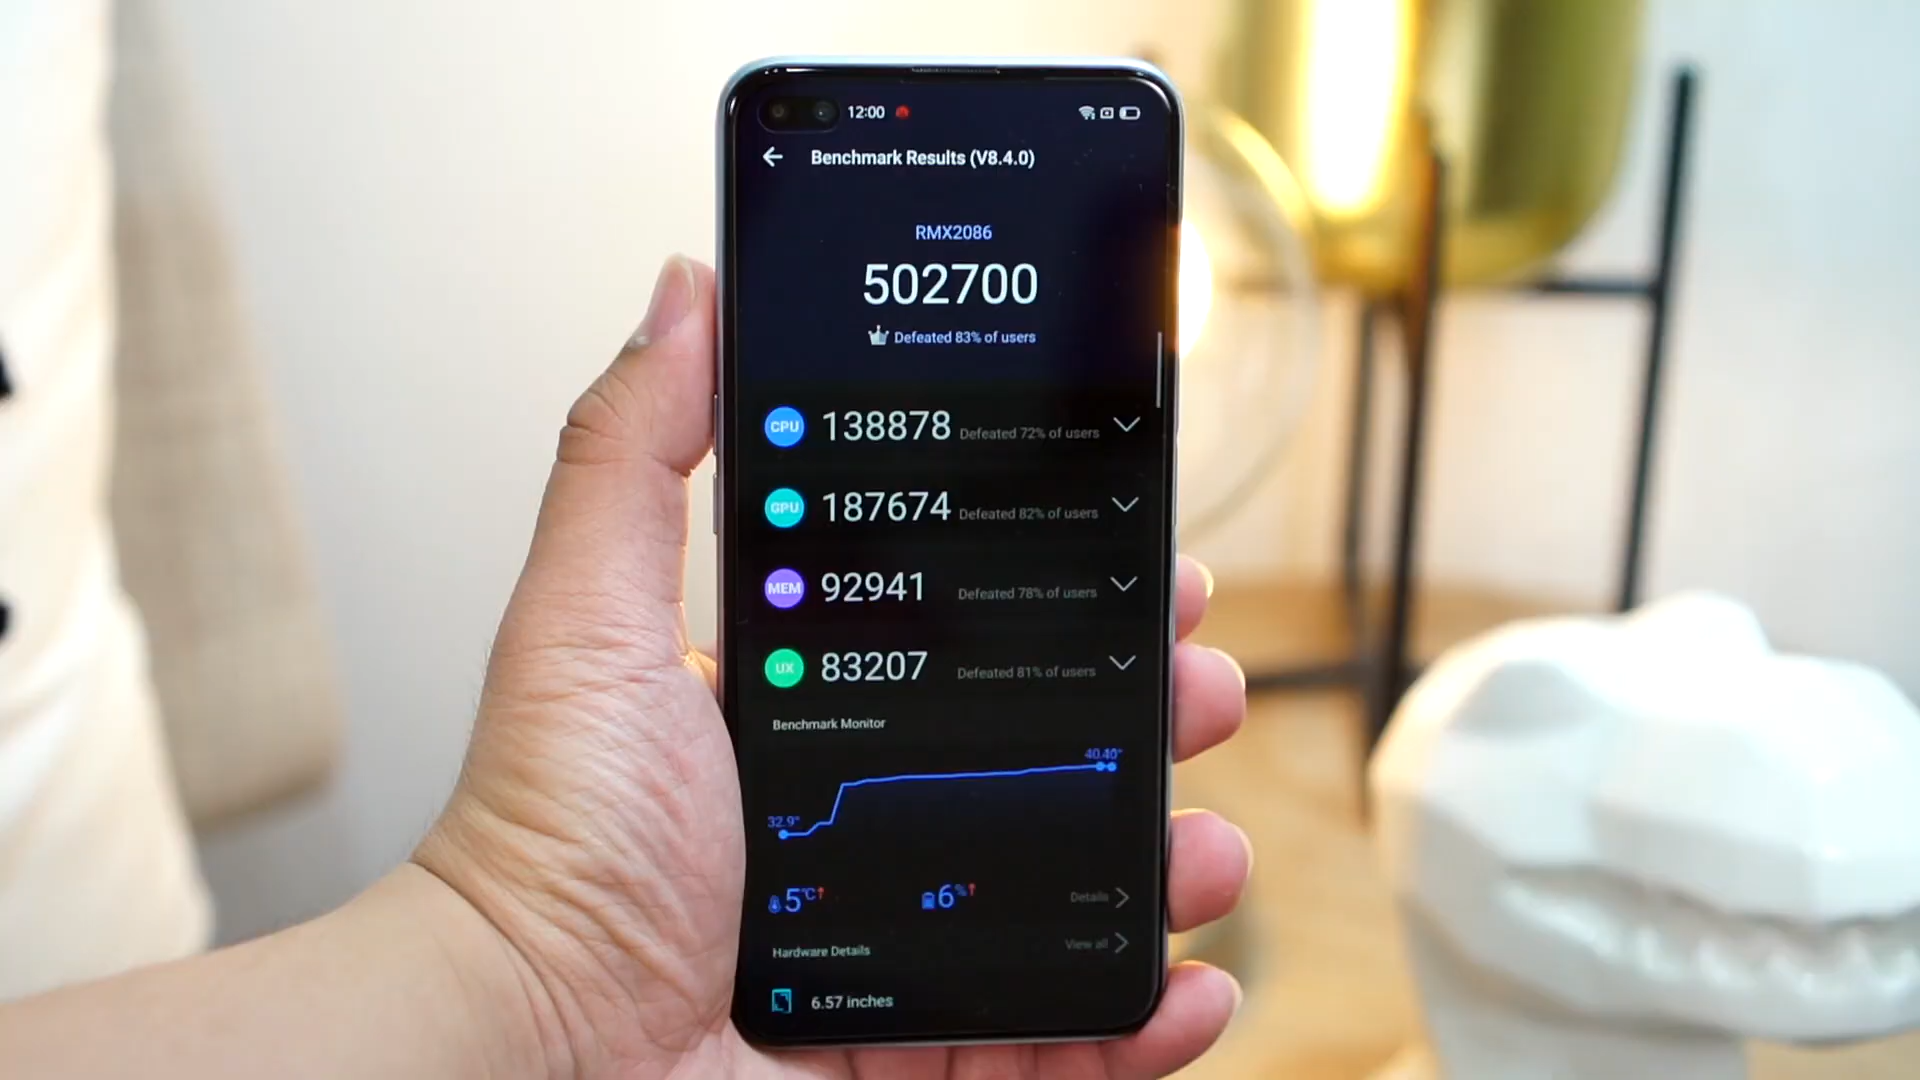 12:00
Benchmark Results (V8.4.0)
RMX2086
502700
Defeated 83% of users
CPU 138878 Defeated 72% of users
GPU 187674 Defeated 82% of users
MEM 92941 Defeated 78% of users
UX 83207 Defeated 81% of users
Benchmark Monitor
40.40°
32.9°
5°C↑ 6%↑ Details
Hardware Details View all
6.57 inches